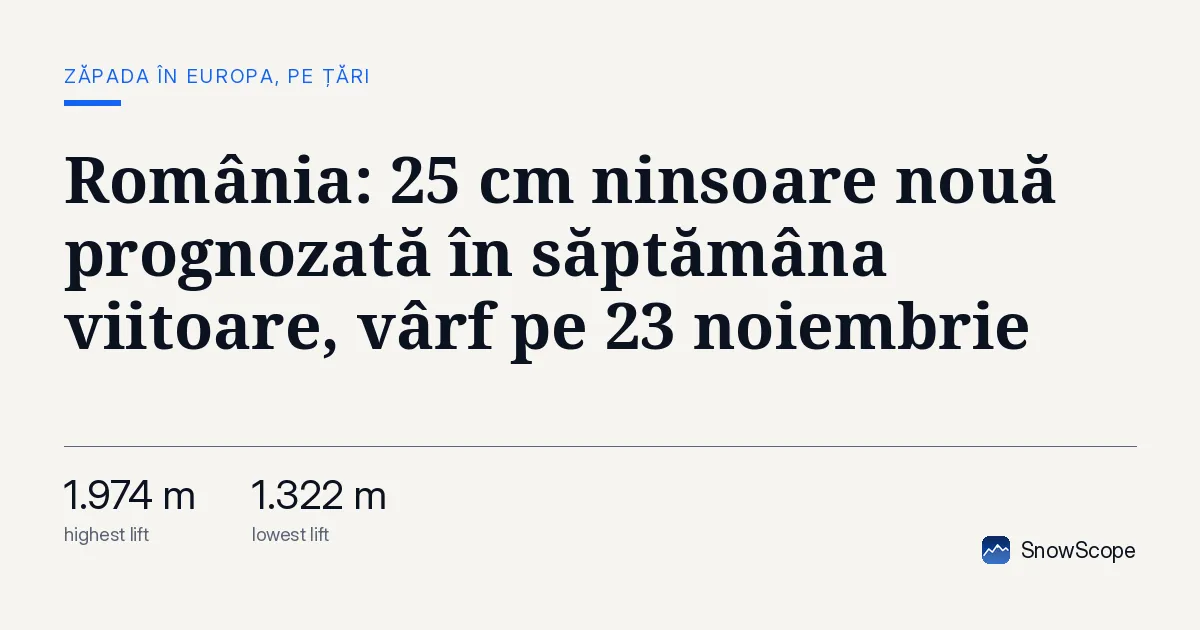 ZĂPADA ÎN EUROPA, PE ȚĂRI
România: 25 cm ninsoare nouă
prognozată în săptămâna
viitoare, vârf pe 23 noiembrie
1.974 m
highest lift
1.322 m
lowest lift
SnowScope